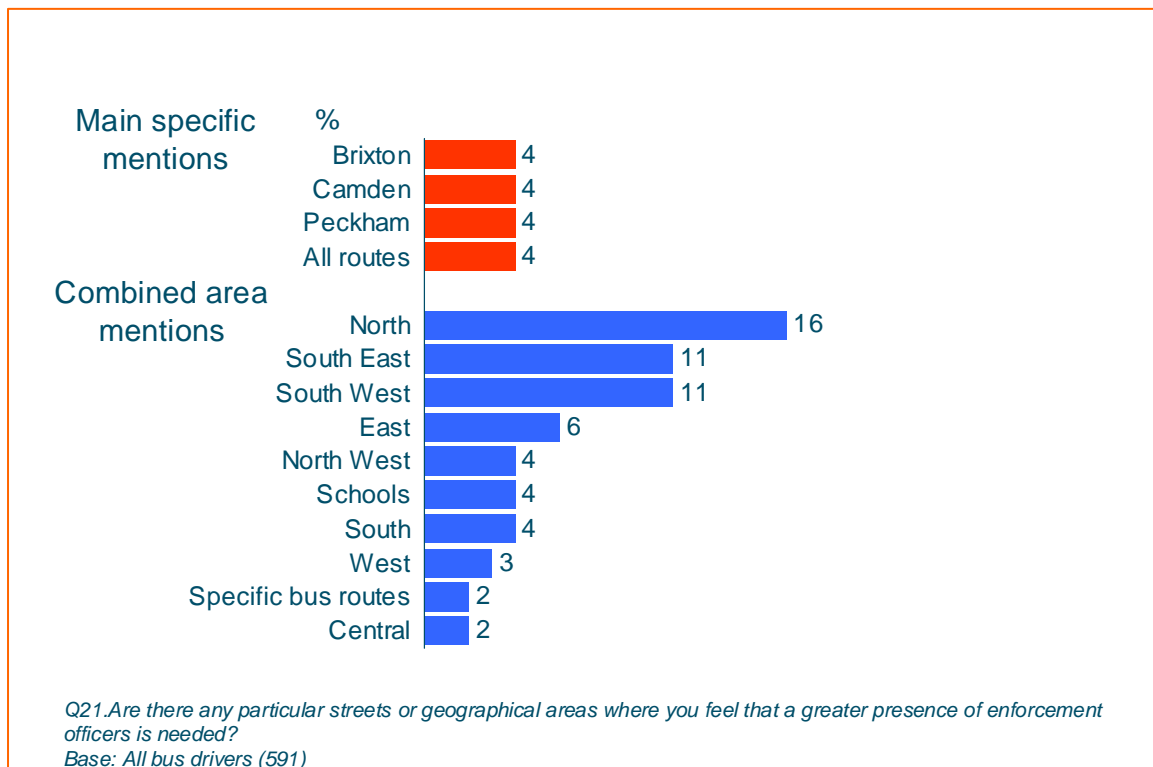 Main specific
mentions
%
Brixton 4
Camden 4
Peckham 4
All routes 4
Combined area
mentions
North 16
South East 11
South West 11
East 6
North West 4
Schools 4
South 4
West 3
Specific bus routes 2
Central 2
Q21.Are there any particular streets or geographical areas where you feel that a greater presence of enforcement
officers is needed?
Base: All bus drivers (591)